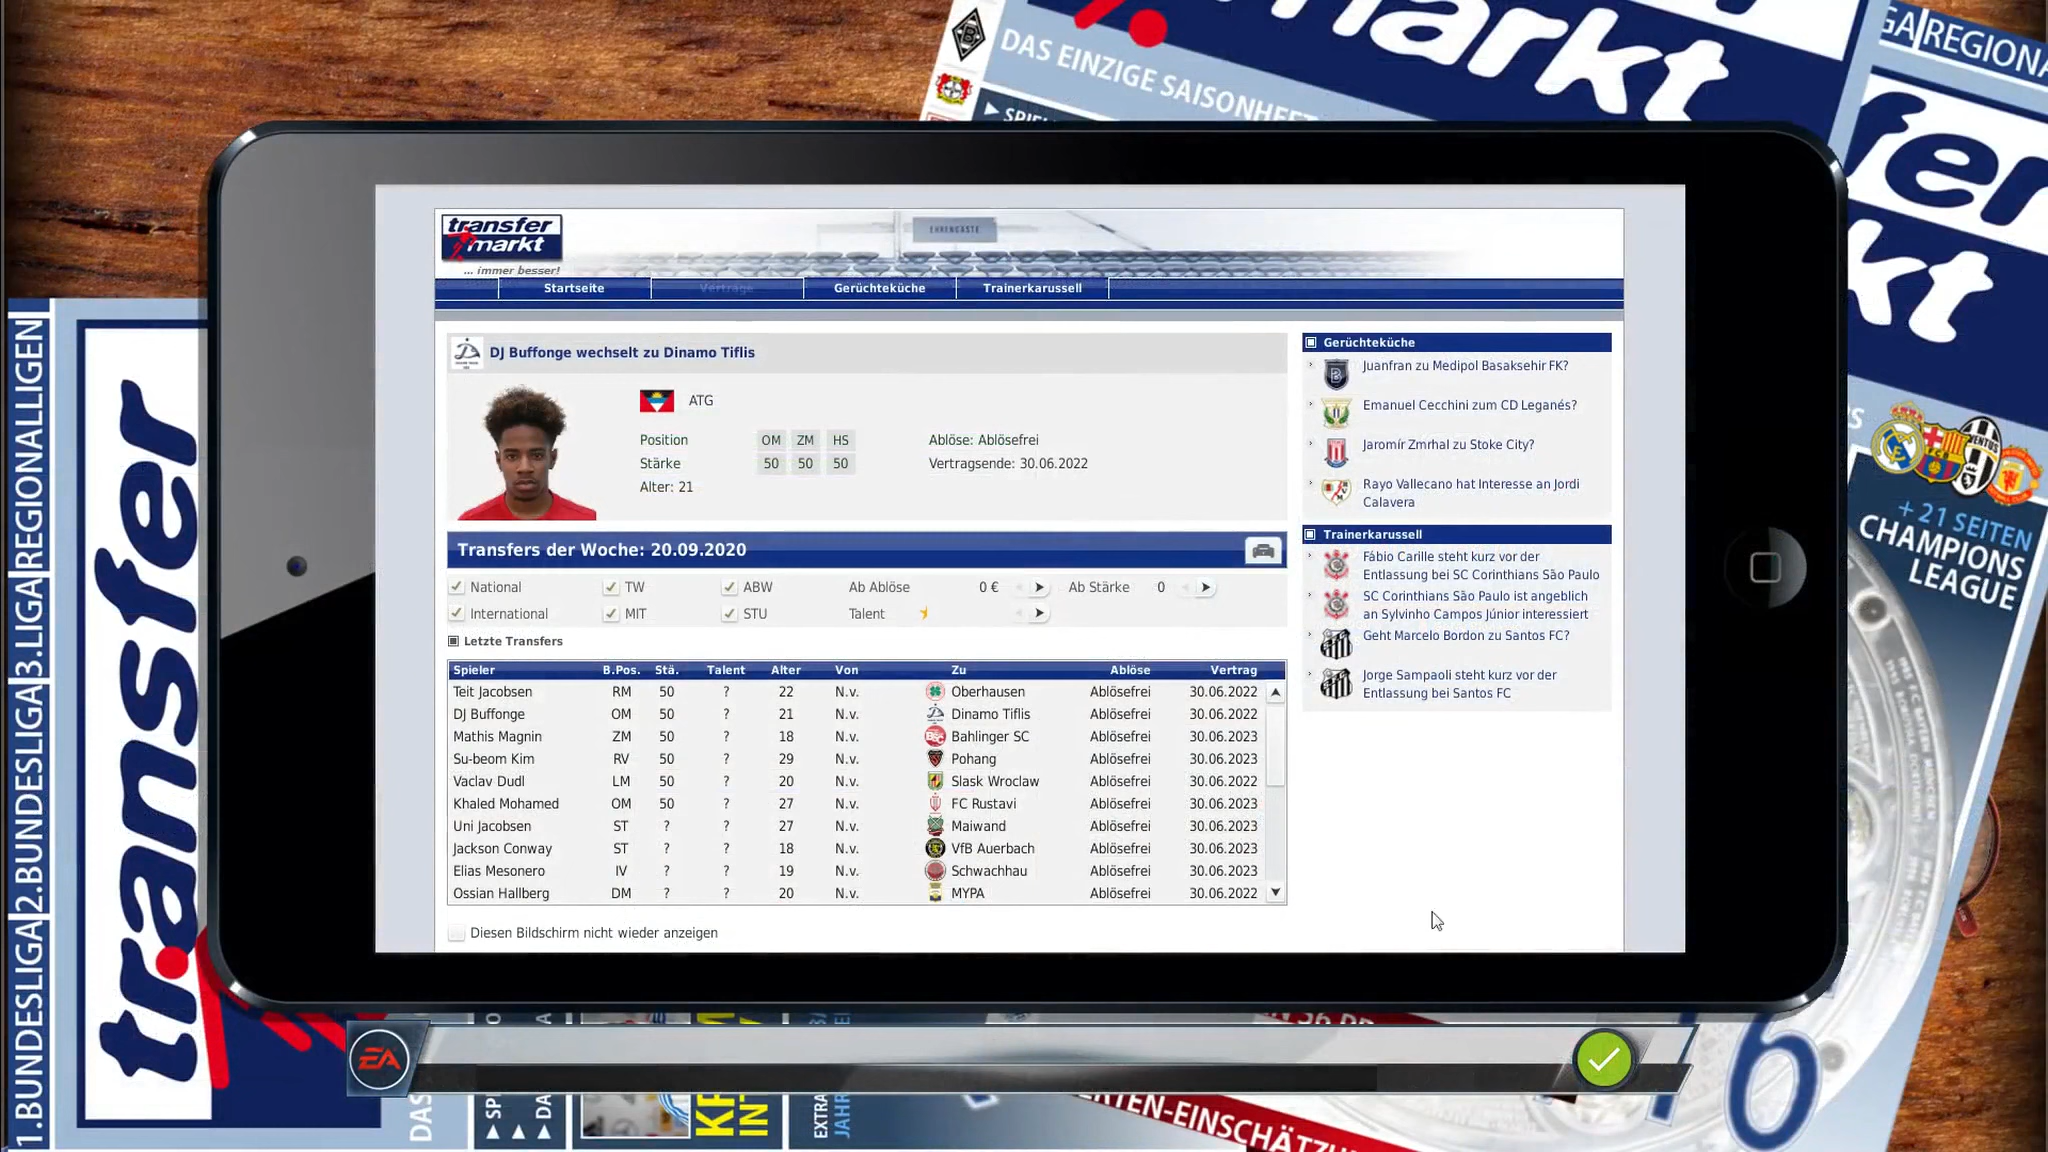 DAS EINZIGE SAISONHEFT
markt
GA|REGIONA
1.BUNDESLIGA|2.BUNDESLIGA|3.LIGA|REGIONALLIGEN
transfer
transfer
markt
... immer besser!
EHRENGÄSTE
Startseite
Verträge
Gerüchteküche
Trainerkarussell
DJ Buffonge wechselt zu Dinamo Tiflis
ATG
Position OM ZM HS
Stärke 50 50 50
Alter: 21
Ablöse: Ablösefrei
Vertragsende: 30.06.2022
Transfers der Woche: 20.09.2020
National TW ABW Ab Ablöse 0 € Ab Stärke 0
International MIT STU Talent
Letzte Transfers
Spieler B.Pos. Stä. Talent Alter Von Zu Ablöse Vertrag
Teit Jacobsen RM 50 ? 22 N.v. Oberhausen Ablösefrei 30.06.2022
DJ Buffonge OM 50 ? 21 N.v. Dinamo Tiflis Ablösefrei 30.06.2022
Mathis Magnin ZM 50 ? 18 N.v. Bahlinger SC Ablösefrei 30.06.2023
Su-beom Kim RV 50 ? 29 N.v. Pohang Ablösefrei 30.06.2023
Vaclav Dudl LM 50 ? 20 N.v. Slask Wroclaw Ablösefrei 30.06.2022
Khaled Mohamed OM 50 ? 27 N.v. FC Rustavi Ablösefrei 30.06.2023
Uni Jacobsen ST ? ? 27 N.v. Maiwand Ablösefrei 30.06.2023
Jackson Conway ST ? ? 18 N.v. VfB Auerbach Ablösefrei 30.06.2023
Elias Mesonero IV ? ? 19 N.v. Schwachhau Ablösefrei 30.06.2023
Ossian Hallberg DM ? ? 20 N.v. MYPA Ablösefrei 30.06.2022
Diesen Bildschirm nicht wieder anzeigen
Gerüchteküche
Juanfran zu Medipol Basaksehir FK?
Emanuel Cecchini zum CD Leganés?
Jaromír Zmrhal zu Stoke City?
Rayo Vallecano hat Interesse an Jordi
Calavera
Trainerkarussell
Fábio Carille steht kurz vor der
Entlassung bei SC Corinthians São Paulo
SC Corinthians São Paulo ist angeblich
an Sylvinho Campos Júnior interessiert
Geht Marcelo Bordon zu Santos FC?
Jorge Sampaoli steht kurz vor der
Entlassung bei Santos FC
+ 21 SEITEN
CHAMPIONS
LEAGUE
EA
DAS
EXTRA
RTEN-EINSCHÄTZU